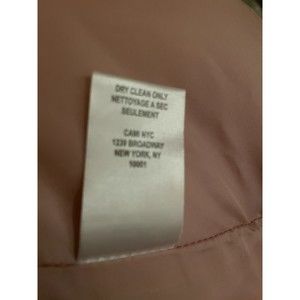 DRY CLEAN ONLY
NETTOYAGE A SEC
SEULEMENT
CAMI NYC
1239 BROADWAY
NEW YORK, NY
10001